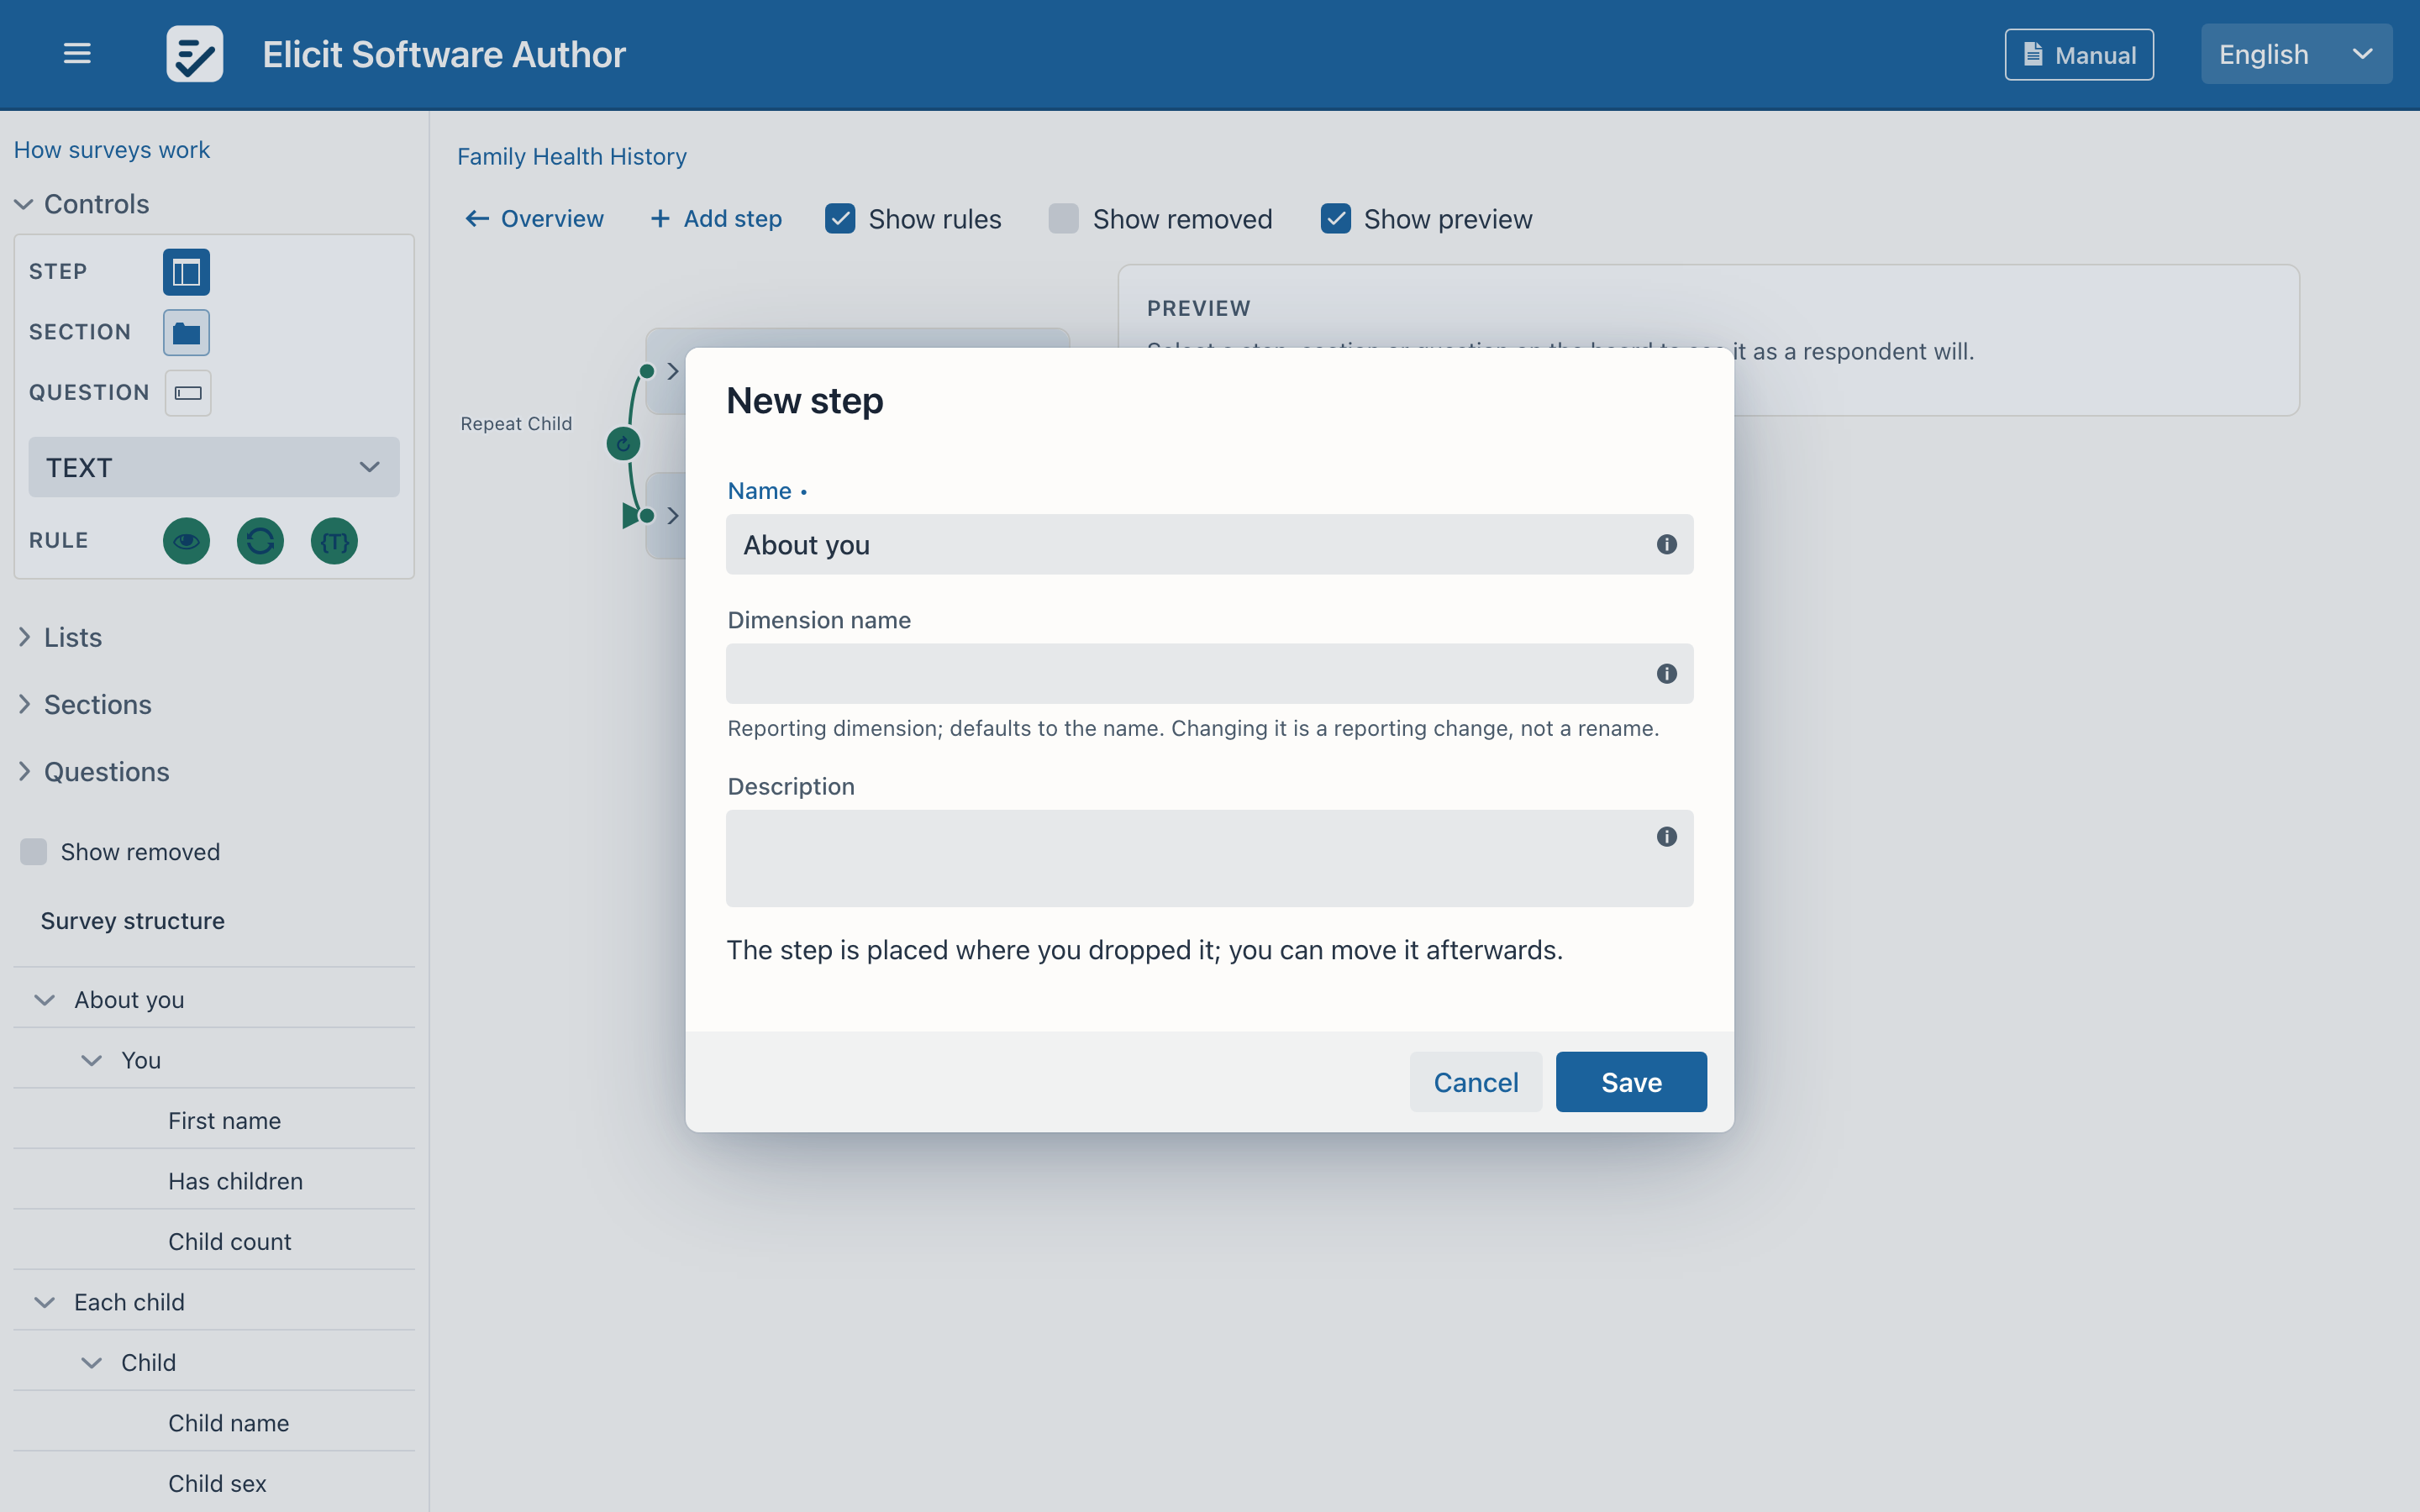 Elicit Software Author
Manual
English
How surveys work
Controls
STEP
SECTION
QUESTION
TEXT
RULE
{T}
Lists
Sections
Questions
Show removed
Survey structure
About you
You
First name
Has children
Child count
Each child
Child
Child name
Child sex
Family Health History
Overview
Add step
Show rules
Show removed
Show preview
Repeat Child
PREVIEW
it as a respondent will.
New step
Name •
About you
Dimension name
Reporting dimension; defaults to the name. Changing it is a reporting change, not a rename.
Description
The step is placed where you dropped it; you can move it afterwards.
Cancel
Save